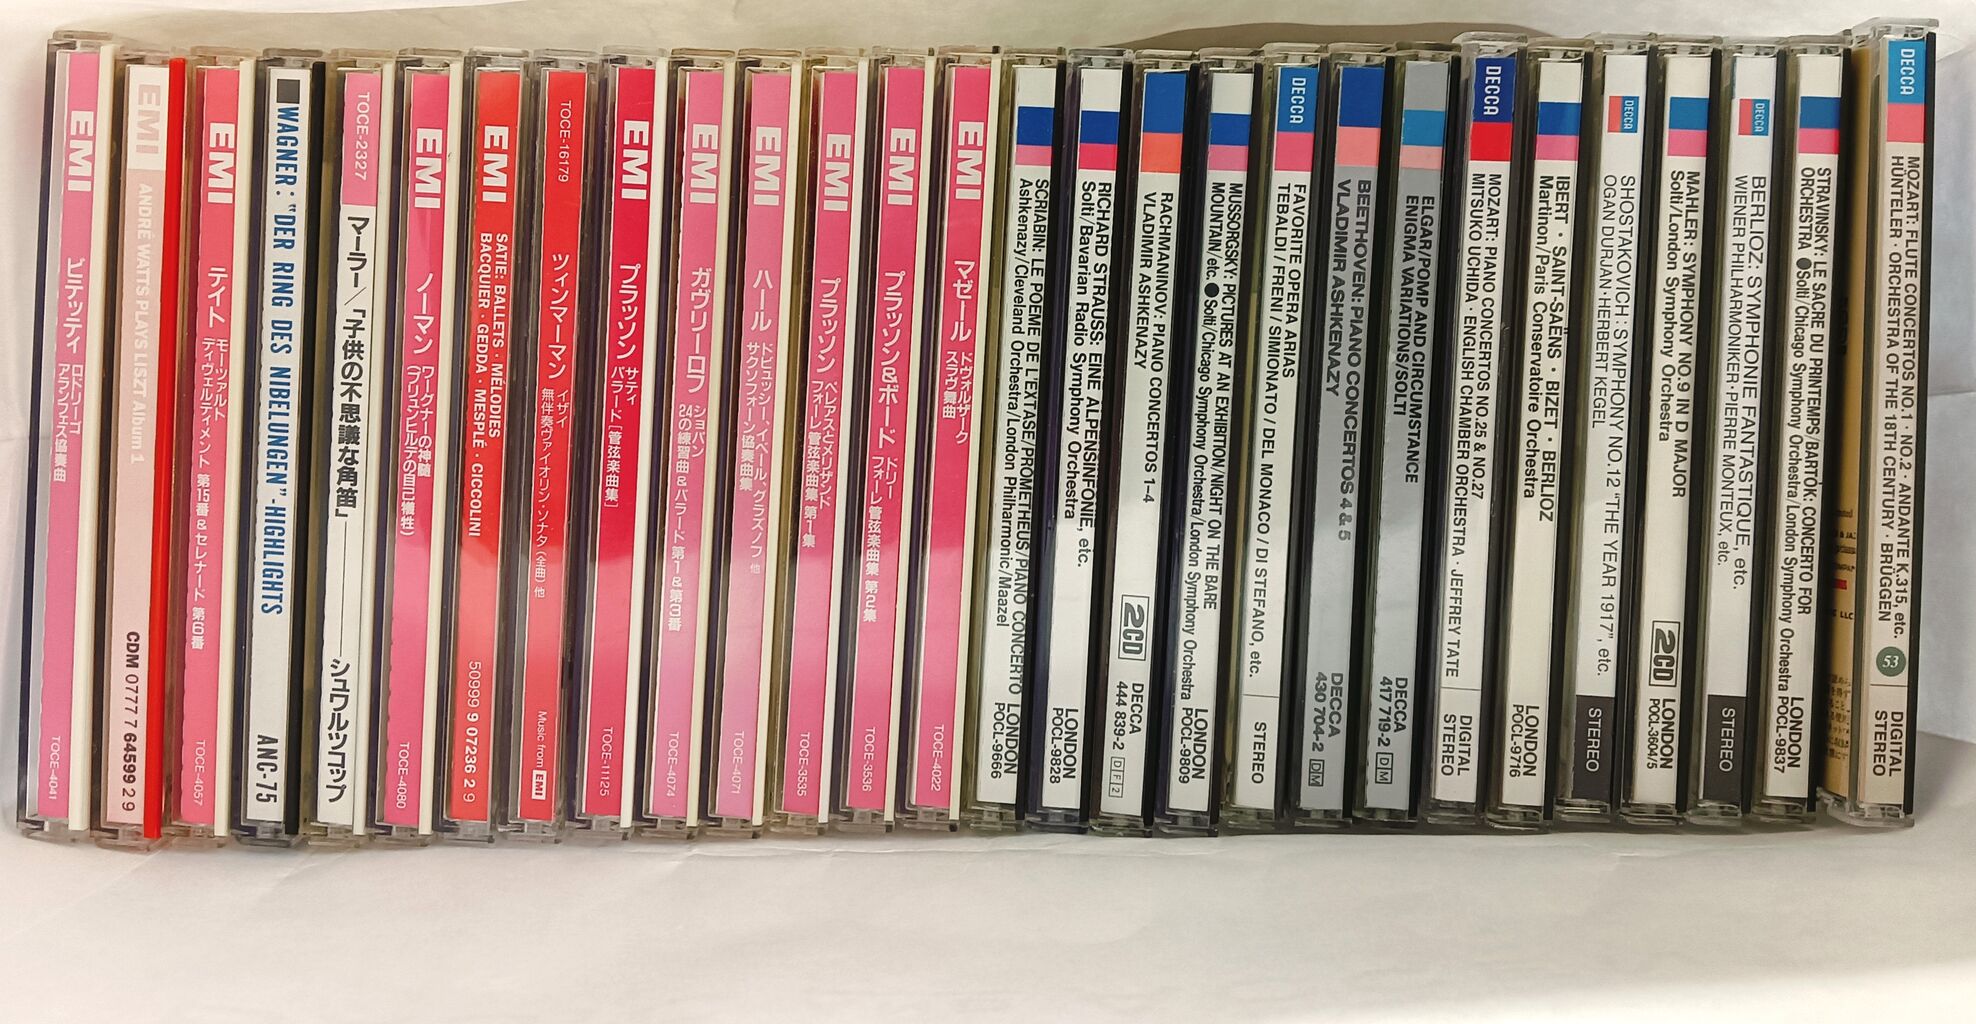 EMI
ピリッティ
ロドリーゴ
アランフェス協奏曲
TOCE-4041
EMI
ANDRÉ WATTS PLAYS LISZT ALBUM 1
CDM 0777 7 64599 2 9
EMI
テイト
モーツァルト
ディヴェルティメント 第15番&セレナード 第6番
TOCE-4057
WAGNER: "DER RING DES NIBELUNGEN"-HIGHLIGHTS
ANC-75
TOCE-2327
マーラー/「子供の不思議な角笛」
シュワルツコップ
EMI
ノーマン
ワーグナーの神髄
(ブリュンヒルデの自己犠牲)
TOCE-4080
EMI
SATIE: BALLETS · MÉLODIES
BACQUIER · GEDDA · MESPLÉ · CICCOLINI
50999 9 07236 2 9
TOCE-16179
ツィンマーマン
イザイ
無伴奏ヴァイオリン・ソナタ(全曲)他
Music from EMI
EMI
プラッソン
サティ
パラード[管弦楽曲集]
TOCE-11125
EMI
ガヴリーロフ
ショパン
24の練習曲&バラード 第1&第3番
TOCE-4074
EMI
ハール
ドビュッシー、イベール、グラズノフ 他
サクソフォーン協奏曲集
TOCE-4071
EMI
プラッソン
ペレアスとメリザンド
フォーレ管弦楽曲集 第1集
TOCE-3535
EMI
プラッソン&ボード
ドリー
フォーレ管弦楽曲集 第2集
TOCE-3536
EMI
マゼール
ドヴォルザーク
スラヴ舞曲
TOCE-4022
SCRIABIN: LE POEME DE L'EXTASE/PROMETHEUS/PIANO CONCERTO
Ashkenazy/Cleveland Orchestra/London Philharmonic/Maazel
LONDON
POCL-9666
RICHARD STRAUSS: EINE ALPENSINFONIE, etc.
Solti/Bavarian Radio Symphony Orchestra
LONDON
POCL-9828
RACHMANINOV: PIANO CONCERTOS 1–4
VLADIMIR ASHKENAZY
2CD
DECCA
444 839-2 DF2
MUSSORGSKY: PICTURES AT AN EXHIBITION/NIGHT ON THE BARE
MOUNTAIN/etc. ●Solti/Chicago Symphony Orchestra/London Symphony Orchestra
LONDON
POCL-9809
DECCA
FAVORITE OPERA ARIAS
TEBALDI / FRENI / SIMIONATO / DEL MONACO / DI STEFANO, etc.
STEREO
BEETHOVEN: PIANO CONCERTOS 4 & 5
VLADIMIR ASHKENAZY
DECCA
430 704-2 DM
ELGAR/POMP AND CIRCUMSTANCE
ENIGMA VARIATIONS/SOLTI
DECCA
417 719-2 DM
DECCA
MOZART: PIANO CONCERTOS NO.25 & NO.27
MITSUKO UCHIDA · ENGLISH CHAMBER ORCHESTRA · JEFFREY TATE
DIGITAL
STEREO
IBERT · SAINT-SAËNS · BIZET · BERLIOZ
Martinon/Paris Conservatoire Orchestra
LONDON
POCL-9716
DECCA
SHOSTAKOVICH : SYMPHONY NO.12 "THE YEAR 1917", etc.
OGAN DURJAN·HERBERT KEGEL
STEREO
MAHLER: SYMPHONY NO.9 IN D MAJOR
Solti/London Symphony Orchestra
2CD
LONDON
POCL-3604/5
DECCA
BERLIOZ: SYMPHONIE FANTASTIQUE, etc.
WIENER PHILHARMONIKER·PIERRE MONTEUX, etc.
STEREO
STRAVINSKY: LE SACRE DU PRINTEMPS/BARTÓK: CONCERTO FOR
ORCHESTRA ●Solti/Chicago Symphony Orchestra/London Symphony Orchestra
LONDON
POCL-9837
DECCA
MOZART: FLUTE CONCERTOS NO.1 · NO.2 · ANDANTE K.315, etc.
HÜNTELER · ORCHESTRA OF THE 18TH CENTURY · BRÜGGEN
53
DIGITAL
STEREO